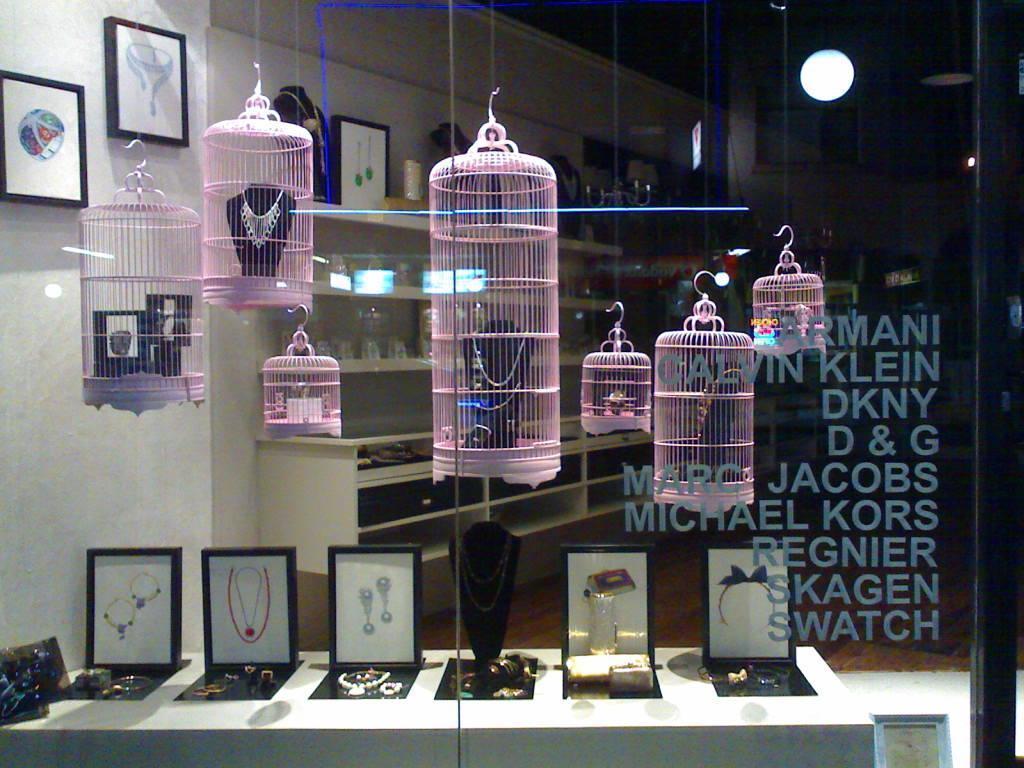 ARMANI
CALVIN KLEIN
DKNY
D & G
MARC JACOBS
MICHAEL KORS
REGNIER
SKAGEN
SWATCH